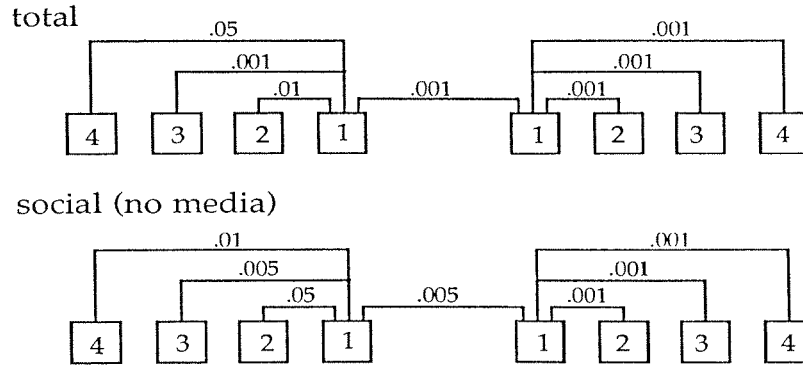 total
.05 .001
.001 .001
.01 .001 .001
4 3 2 1 1 2 3 4
social (no media)
.01 .001
.005 .001
.05 .005 .001
4 3 2 1 1 2 3 4